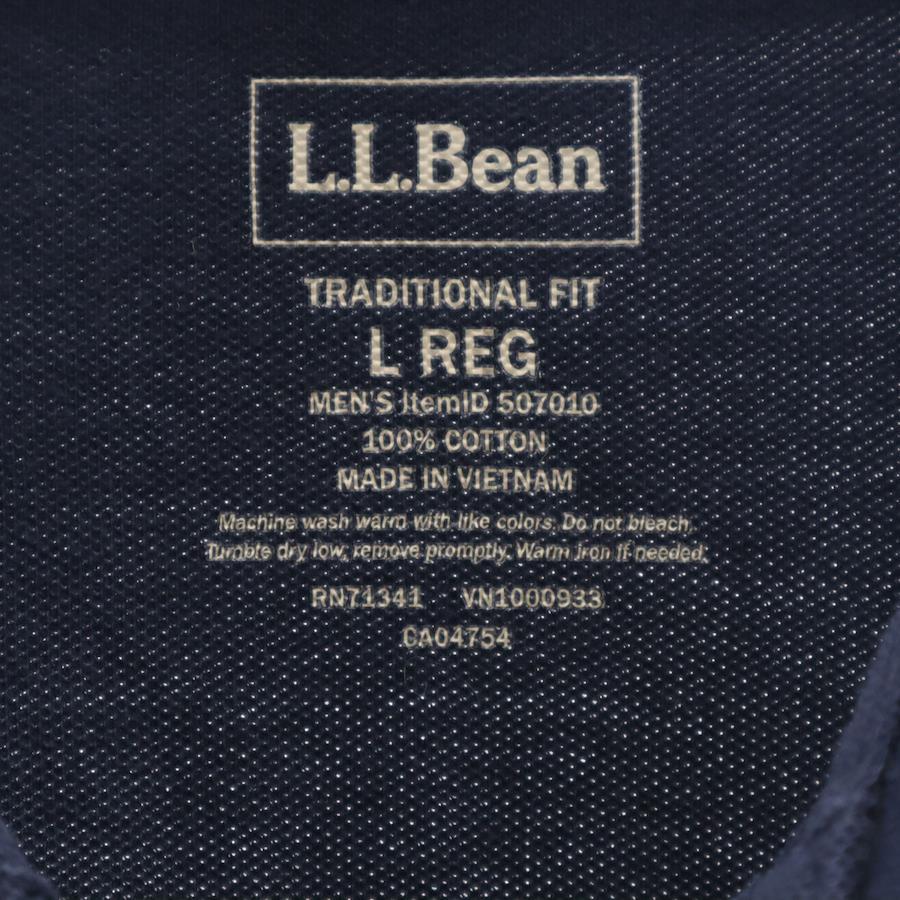 L.L.Bean
TRADITIONAL FIT
L REG
MEN'S ItemID 507010
100% COTTON
MADE IN VIETNAM
Machine wash warm with like colors. Do not bleach.
Tumble dry low, remove promptly. Warm iron if needed.
RN71341 VN1000933
CA04754